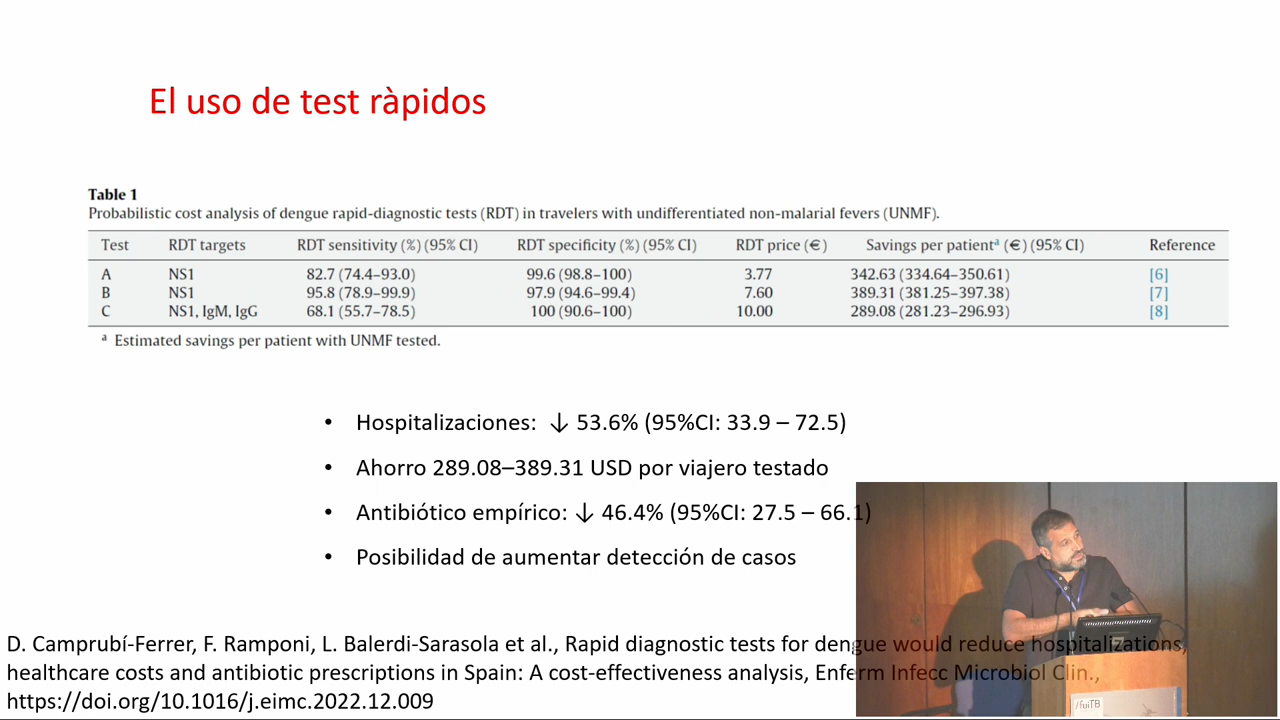 El uso de test ràpidos
Table 1
Probabilistic cost analysis of dengue rapid-diagnostic tests (RDT) in travelers with undifferentiated non-malarial fevers (UNMF).
Test RDT targets RDT sensitivity (%) (95% CI) RDT specificity (%) (95% CI) RDT price (€) Savings per patientᵃ (€) (95% CI) Reference
A NS1 82.7 (74.4–93.0) 99.6 (98.8–100) 3.77 342.63 (334.64–350.61) [6]
B NS1 95.8 (78.9–99.9) 97.9 (94.6–99.4) 7.60 389.31 (381.25–397.38) [7]
C NS1, IgM, IgG 68.1 (55.7–78.5) 100 (90.6–100) 10.00 289.08 (281.23–296.93) [8]
ᵃ Estimated savings per patient with UNMF tested.
• Hospitalizaciones: ↓ 53.6% (95%CI: 33.9 – 72.5)
• Ahorro 289.08–389.31 USD por viajero testado
• Antibiótico empírico: ↓ 46.4% (95%CI: 27.5 – 66.1)
• Posibilidad de aumentar detección de casos
D. Camprubí-Ferrer, F. Ramponi, L. Balerdi-Sarasola et al., Rapid diagnostic tests for dengue would reduce hospitalizations,
healthcare costs and antibiotic prescriptions in Spain: A cost-effectiveness analysis, Enferm Infecc Microbiol Clin.,
https://doi.org/10.1016/j.eimc.2022.12.009
/fuiTB